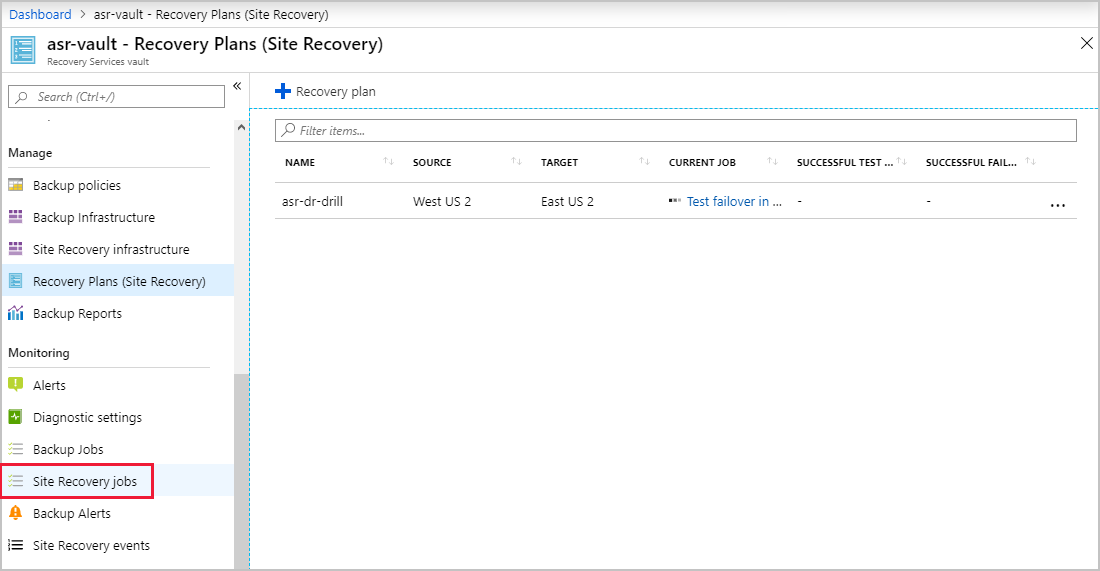 Dashboard > asr-vault - Recovery Plans (Site Recovery)
asr-vault - Recovery Plans (Site Recovery)
Recovery Services vault
Search (Ctrl+/)
«
Manage
Backup policies
Backup Infrastructure
Site Recovery infrastructure
Recovery Plans (Site Recovery)
Backup Reports
Monitoring
Alerts
Diagnostic settings
Backup Jobs
Site Recovery jobs
Backup Alerts
Site Recovery events
Recovery plan
Filter items...
NAME SOURCE TARGET CURRENT JOB SUCCESSFUL TEST ... SUCCESSFUL FAIL...
asr-dr-drill West US 2 East US 2 Test failover in ... - - ...